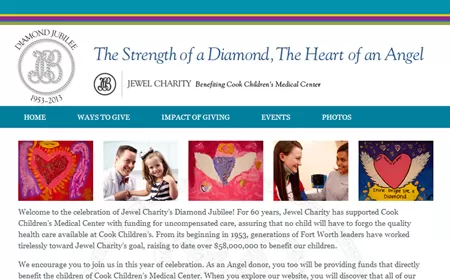 DIAMOND JUBILEE
1953-2013
The Strength of a Diamond, The Heart of an Angel
JEWEL CHARITY Benefiting Cook Children's Medical Center
HOME WAYS TO GIVE IMPACT OF GIVING EVENTS PHOTOS
Welcome to the celebration of Jewel Charity's Diamond Jubilee! For 60 years, Jewel Charity has supported Cook
Children's Medical Center with funding for uncompensated care, assuring that no child will have to forgo the
quality health care available at Cook Children's. From its beginning in 1953, generations of Fort Worth leaders have worked
tirelessly toward Jewel Charity's goal, raising to date over $58,000,000 to benefit our children.
We encourage you to join us in this year of celebration. As an Angel donor, you too will be providing funds that directly
benefit the children of Cook Children's Medical Center. When you explore our website, you will discover that all of our